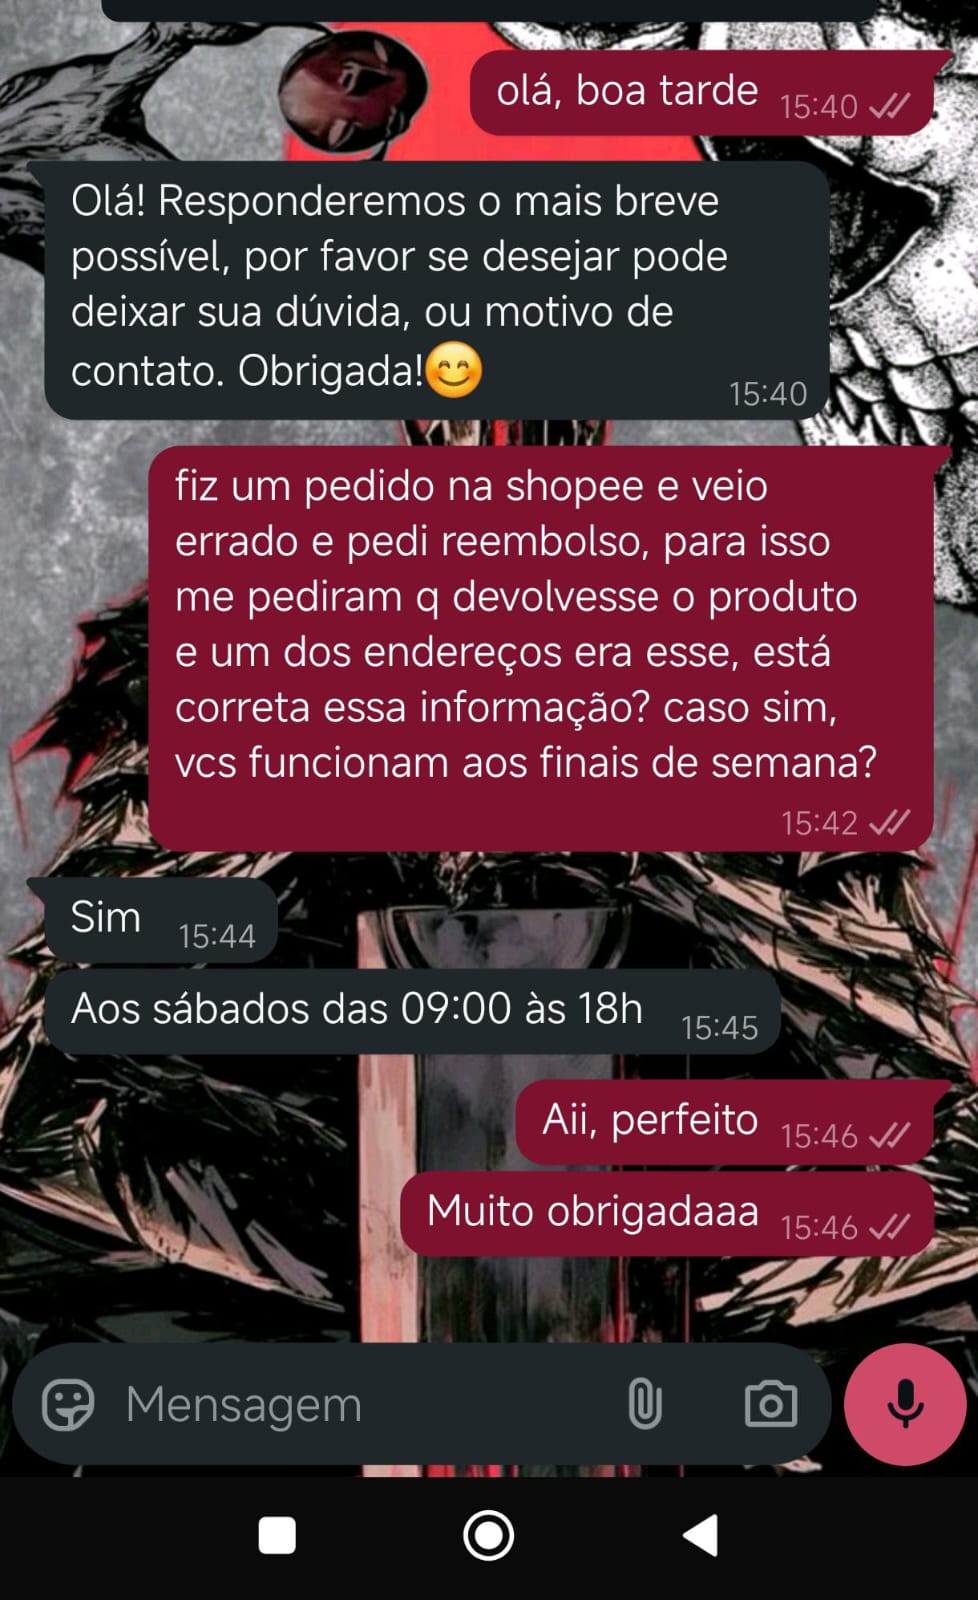 olá, boa tarde 15:40
Olá! Responderemos o mais breve
possível, por favor se desejar pode
deixar sua dúvida, ou motivo de
contato. Obrigada!😊
15:40
fiz um pedido na shopee e veio
errado e pedi reembolso, para isso
me pediram q devolvesse o produto
e um dos endereços era esse, está
correta essa informação? caso sim,
vcs funcionam aos finais de semana?
15:42
Sim 15:44
Aos sábados das 09:00 às 18h 15:45
Aii, perfeito 15:46
Muito obrigadaaa 15:46
Mensagem